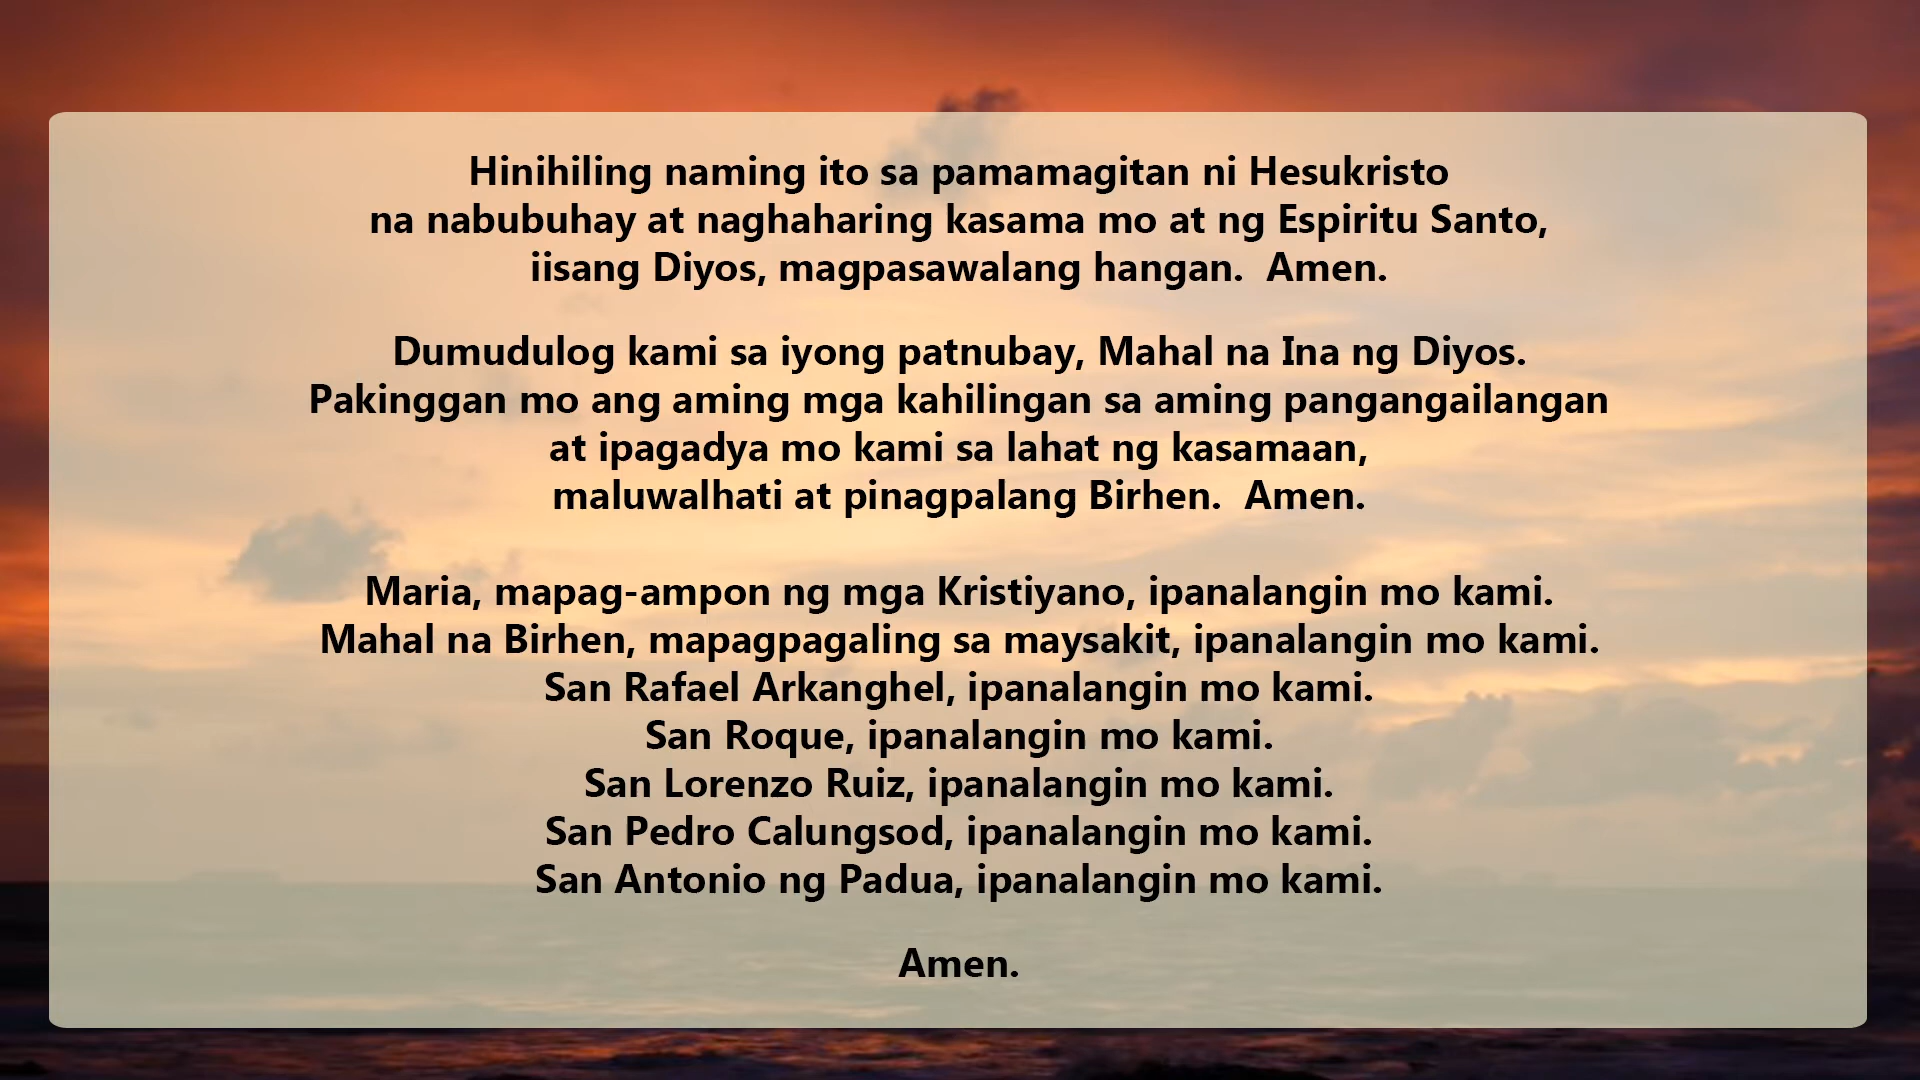 Hinihiling naming ito sa pamamagitan ni Hesukristo
na nabubuhay at naghaharing kasama mo at ng Espiritu Santo,
iisang Diyos, magpasawalang hangan.  Amen.
Dumudulog kami sa iyong patnubay, Mahal na Ina ng Diyos.
Pakinggan mo ang aming mga kahilingan sa aming pangangailangan
at ipagadya mo kami sa lahat ng kasamaan,
maluwalhati at pinagpalang Birhen.  Amen.
Maria, mapag-ampon ng mga Kristiyano, ipanalangin mo kami.
Mahal na Birhen, mapagpagaling sa maysakit, ipanalangin mo kami.
San Rafael Arkanghel, ipanalangin mo kami.
San Roque, ipanalangin mo kami.
San Lorenzo Ruiz, ipanalangin mo kami.
San Pedro Calungsod, ipanalangin mo kami.
San Antonio ng Padua, ipanalangin mo kami.
Amen.